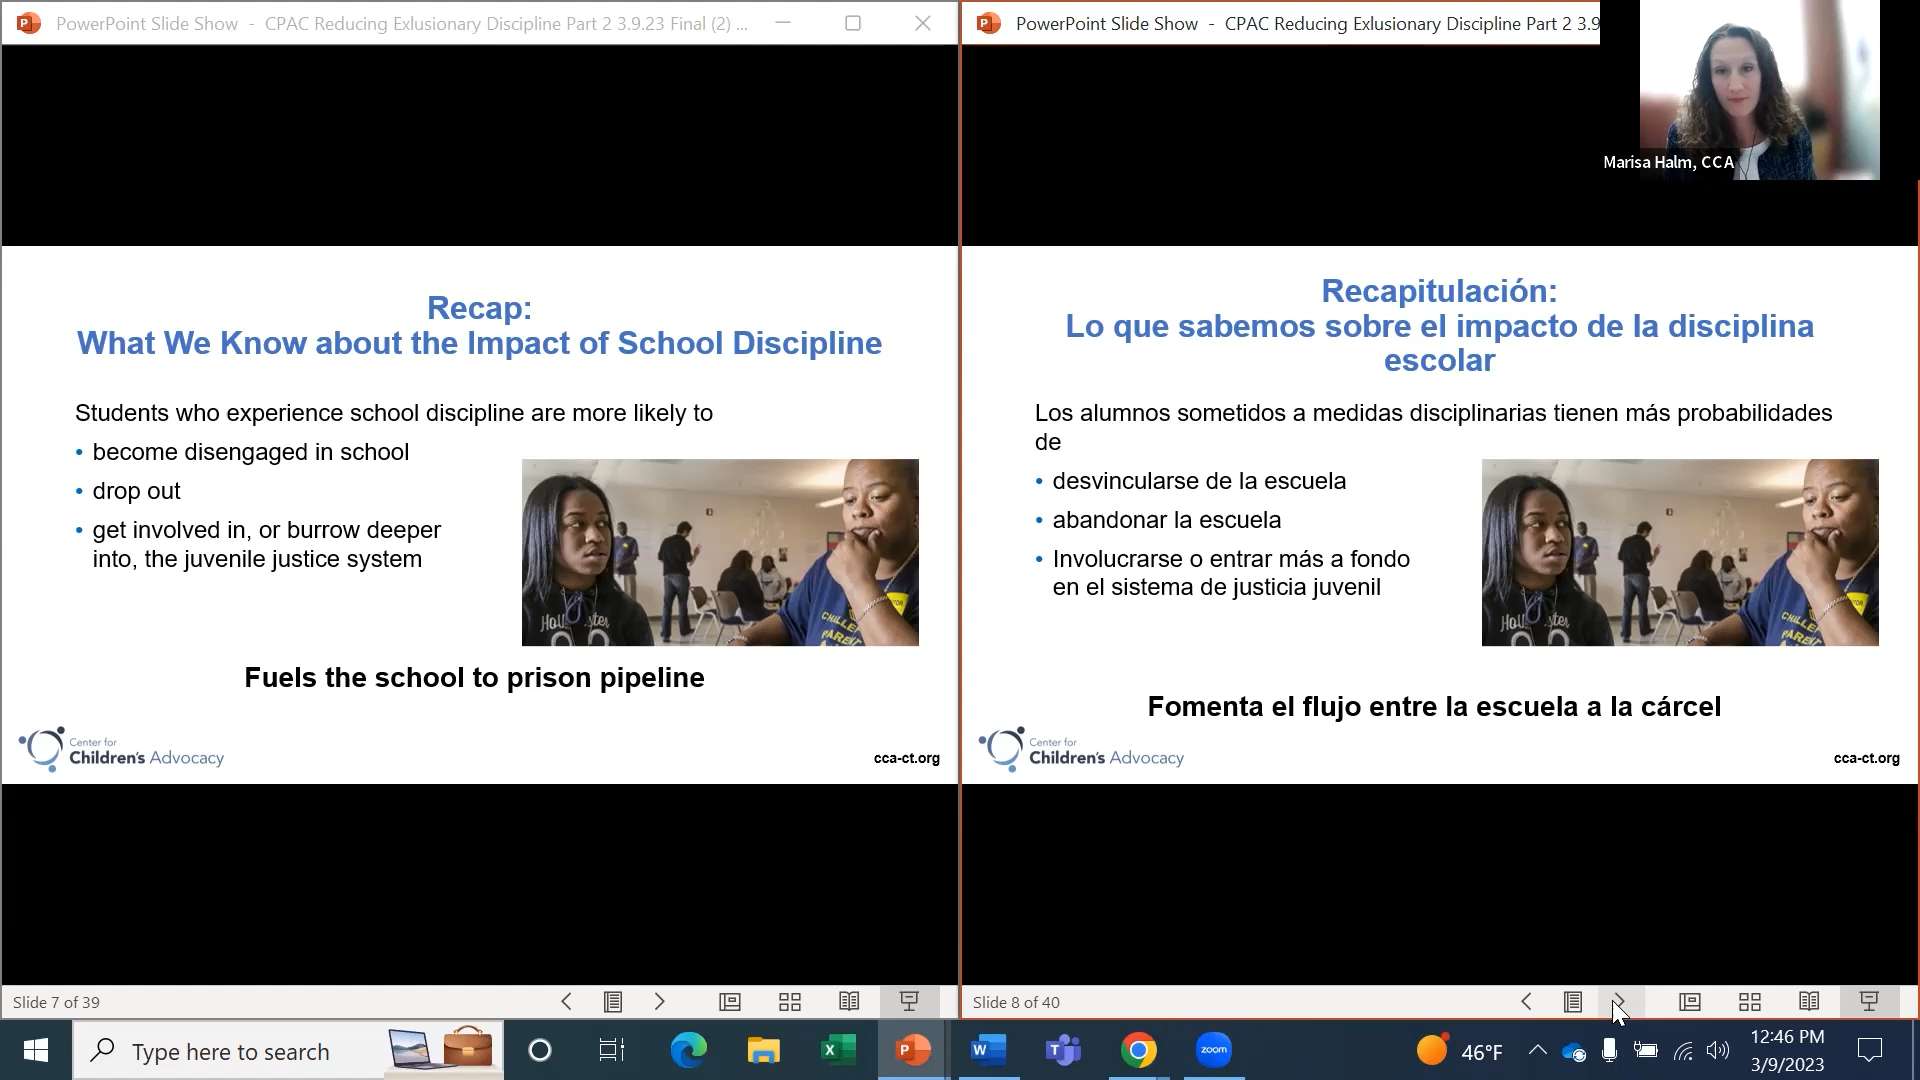 PowerPoint Slide Show - CPAC Reducing Exlusionary Discipline Part 2 3.9.23 Final (2) ...
Recap:
What We Know about the Impact of School Discipline
Students who experience school discipline are more likely to
• become disengaged in school
• drop out
• get involved in, or burrow deeper
into, the juvenile justice system
CHILLE
PAREN
Fuels the school to prison pipeline
Center for
Children's Advocacy
cca-ct.org
Slide 7 of 39
PowerPoint Slide Show - CPAC Reducing Exlusionary Discipline Part 2 3.9
Marisa Halm, CCA
Recapitulación:
Lo que sabemos sobre el impacto de la disciplina
escolar
Los alumnos sometidos a medidas disciplinarias tienen más probabilidades
de
• desvincularse de la escuela
• abandonar la escuela
• Involucrarse o entrar más a fondo
en el sistema de justicia juvenil
CHILLE
PAREN
Fomenta el flujo entre la escuela a la cárcel
Center for
Children's Advocacy
cca-ct.org
Slide 8 of 40
Type here to search
zoom
46°F
12:46 PM
3/9/2023